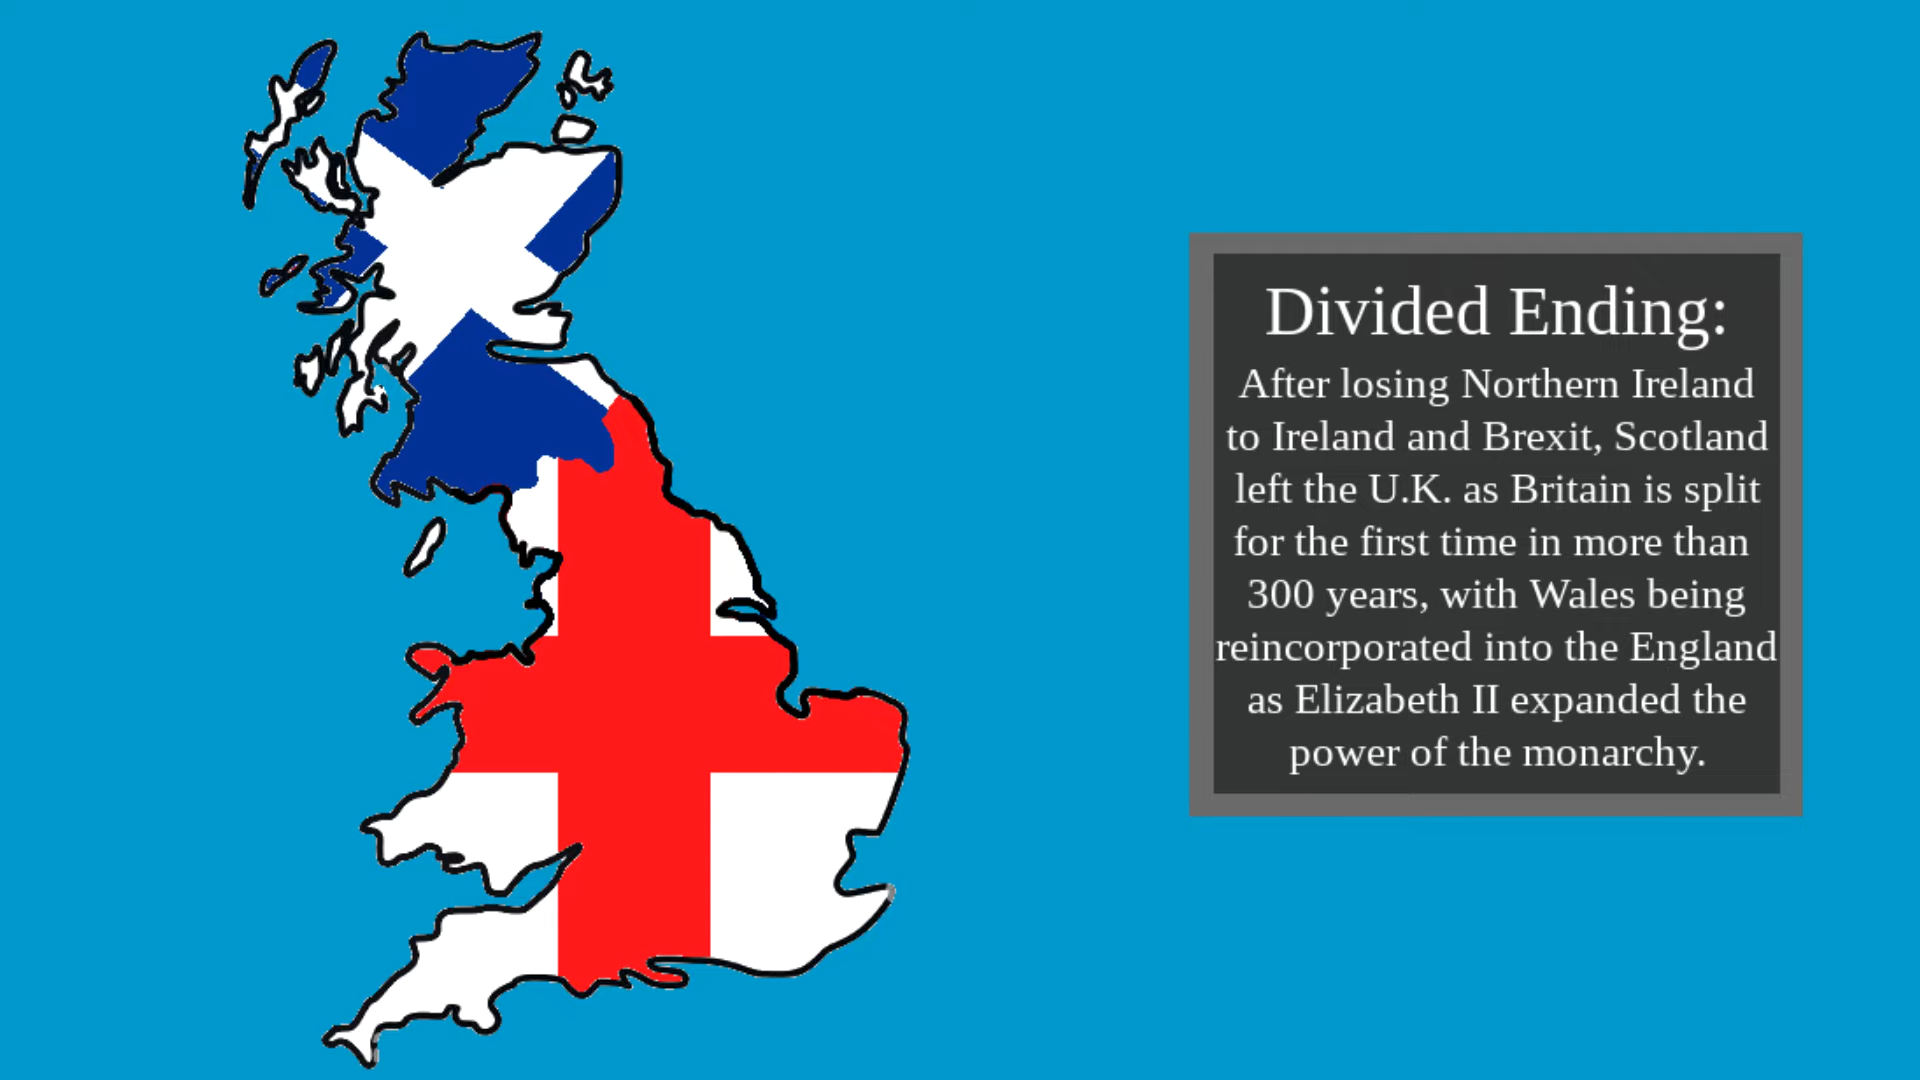 Divided Ending:
After losing Northern Ireland
to Ireland and Brexit, Scotland
left the U.K. as Britain is split
for the first time in more than
300 years, with Wales being
reincorporated into the England
as Elizabeth II expanded the
power of the monarchy.